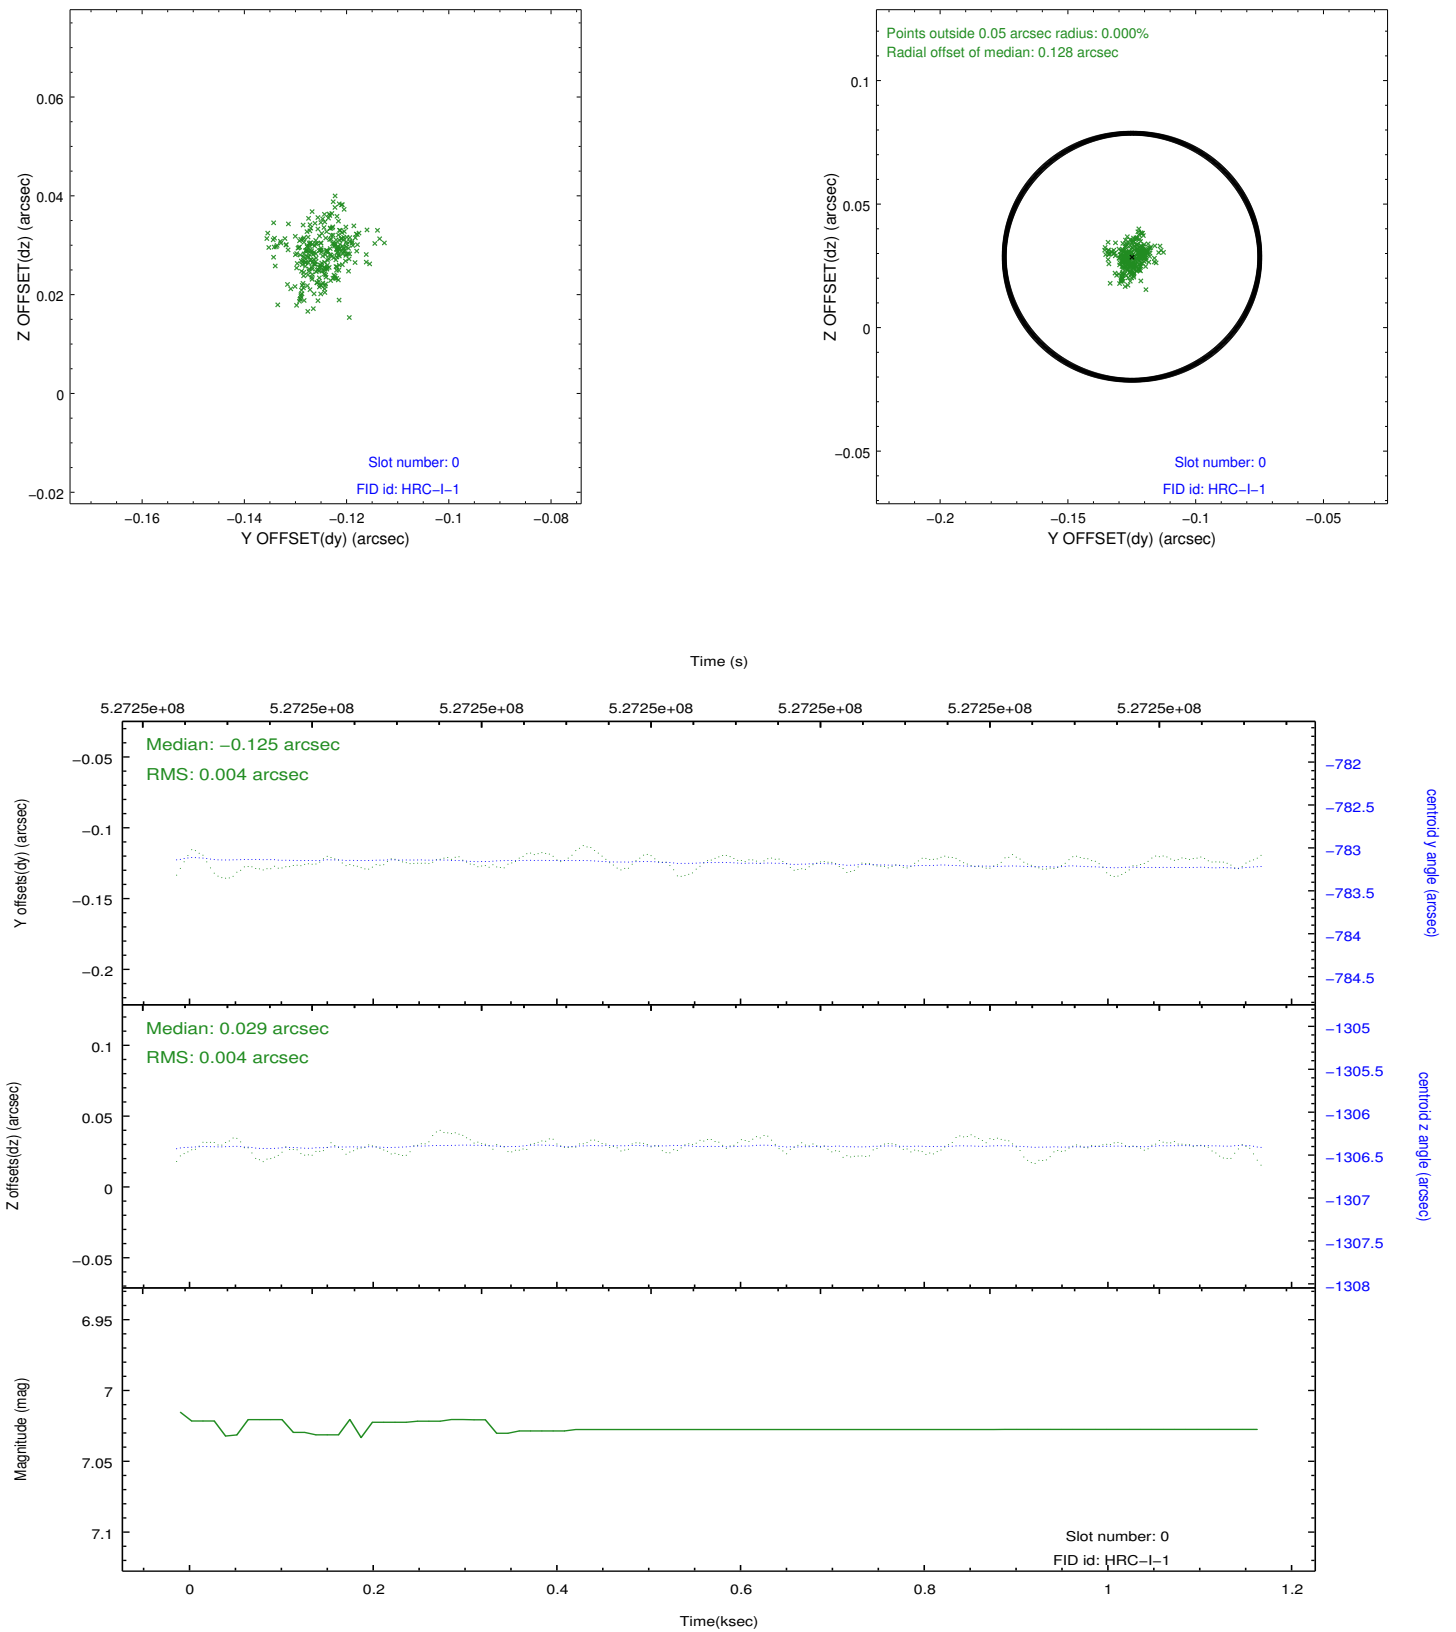 0.06
0.04
0.02
0
−0.02
Z OFFSET(dz) (arcsec)
Slot number: 0
FID id: HRC−I−1
−0.16
−0.14
−0.12
−0.1
−0.08
Y OFFSET(dy) (arcsec)
Points outside 0.05 arcsec radius: 0.000%
Radial offset of median: 0.128 arcsec
0.1
0.05
0
−0.05
Z OFFSET(dz) (arcsec)
Slot number: 0
FID id: HRC−I−1
−0.2
−0.15
−0.1
−0.05
Y OFFSET(dy) (arcsec)
Time (s)
5.2725e+08
5.2725e+08
5.2725e+08
5.2725e+08
5.2725e+08
5.2725e+08
5.2725e+08
Median: −0.125 arcsec
RMS: 0.004 arcsec
−0.05
−0.1
−0.15
−0.2
Y offsets(dy) (arcsec)
−782
−782.5
−783
−783.5
−784
−784.5
centroid y angle (arcsec)
Median: 0.029 arcsec
RMS: 0.004 arcsec
0.1
0.05
0
−0.05
Z offsets(dz) (arcsec)
−1305
−1305.5
−1306
−1306.5
−1307
−1307.5
−1308
centroid z angle (arcsec)
6.95
7
7.05
7.1
Magnitude (mag)
Slot number: 0
FID id: HRC−I−1
0
0.2
0.4
0.6
0.8
1
1.2
Time(ksec)